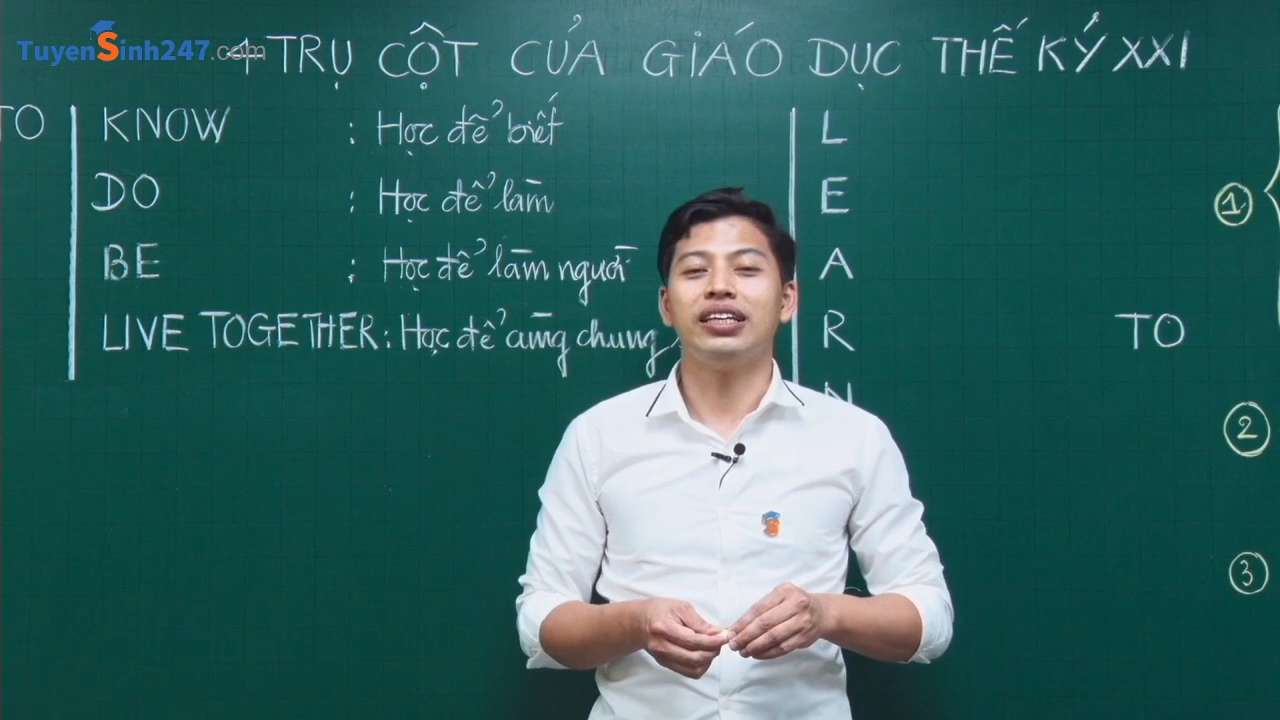 TuyenSinh247.com
4 TRỤ CỘT CỦA GIÁO DỤC THẾ KỶ XXI
TO
KNOW : Học để biết
DO : Học để làm
BE : Học để làm người
LIVE TOGETHER : Học để cùng chung
L
E
A
R
N
TO
1
2
3